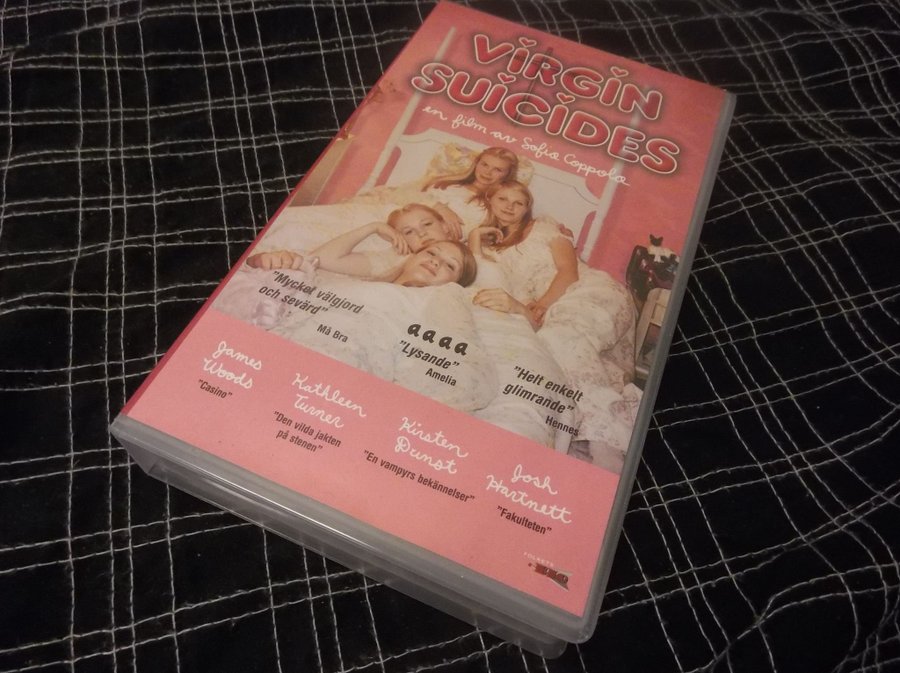 VIRGIN
SUICIDES
en film av Sofia Coppola
"Mycket välgjord
och sevärd"
Må Bra
aaaa
"Lysande"
Amelia
"Helt enkelt
glimrande"
Hennes
James
Woods
"Casino"
Kathleen
Turner
"Den vilda jakten
på stenen"
Kirsten
Dunst
"En vampyrs bekännelser"
Josh
Hartnett
"Fakulteten"